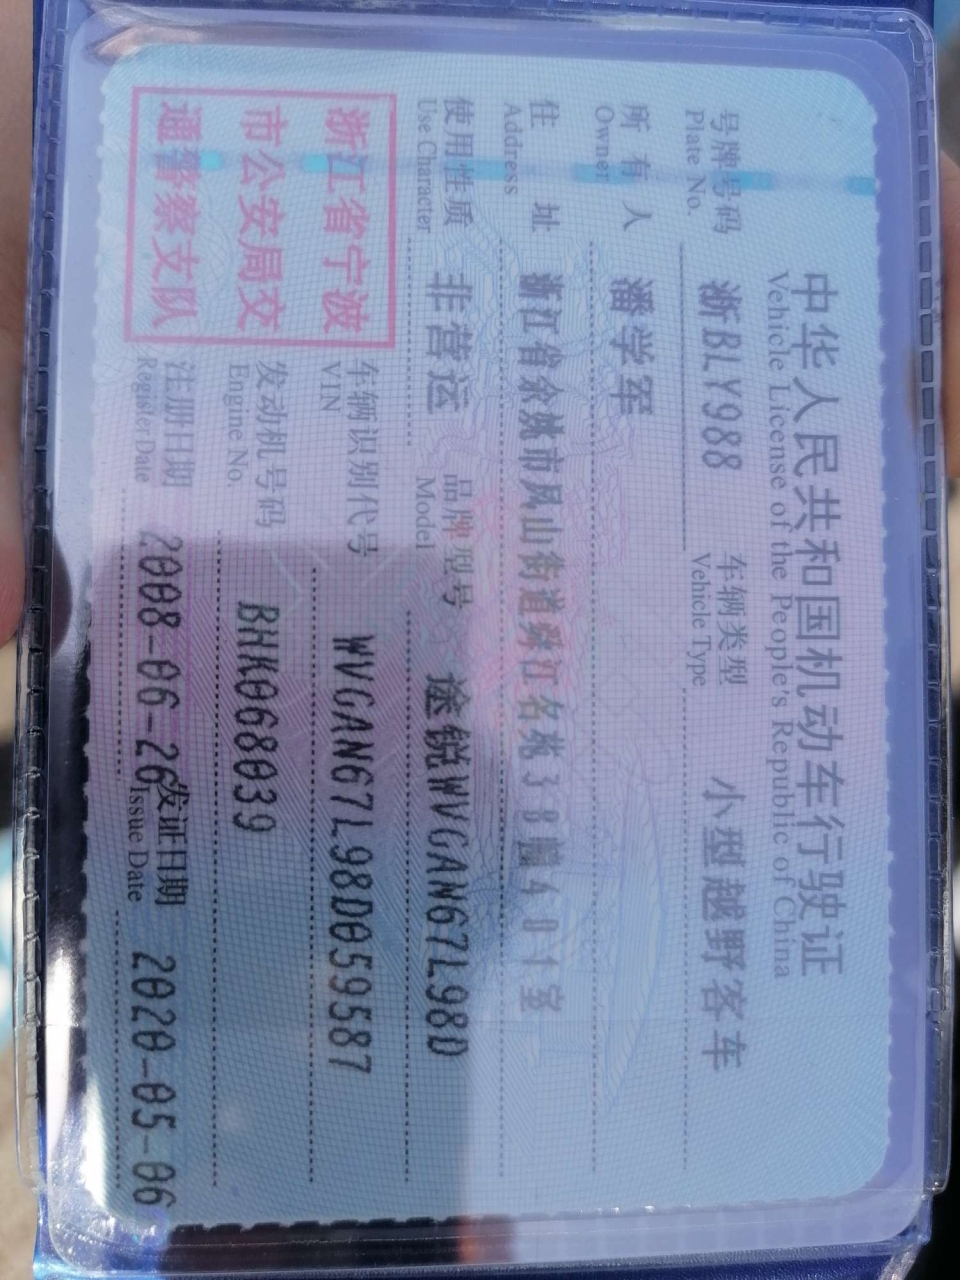 中华人民共和国机动车行驶证
Vehicle License of the People's Republic of China
号牌号码 浙BLY988 车辆类型 小型越野客车
Plate No. Vehicle Type
所有人 潘学军
Owner
住址 浙江省余姚市凤山街道舜江名苑38幢401室
Address
使用性质 非营运 品牌型号 途锐WVGAN67L98D
Use Character Model
浙江省宁波
市公安局交
通警察支队
车辆识别代号 WVGAN67L98D059587
VIN
发动机号码 BHK068039
Engine No.
注册日期 2008-06-26 发证日期 2020-05-06
Register Date Issue Date